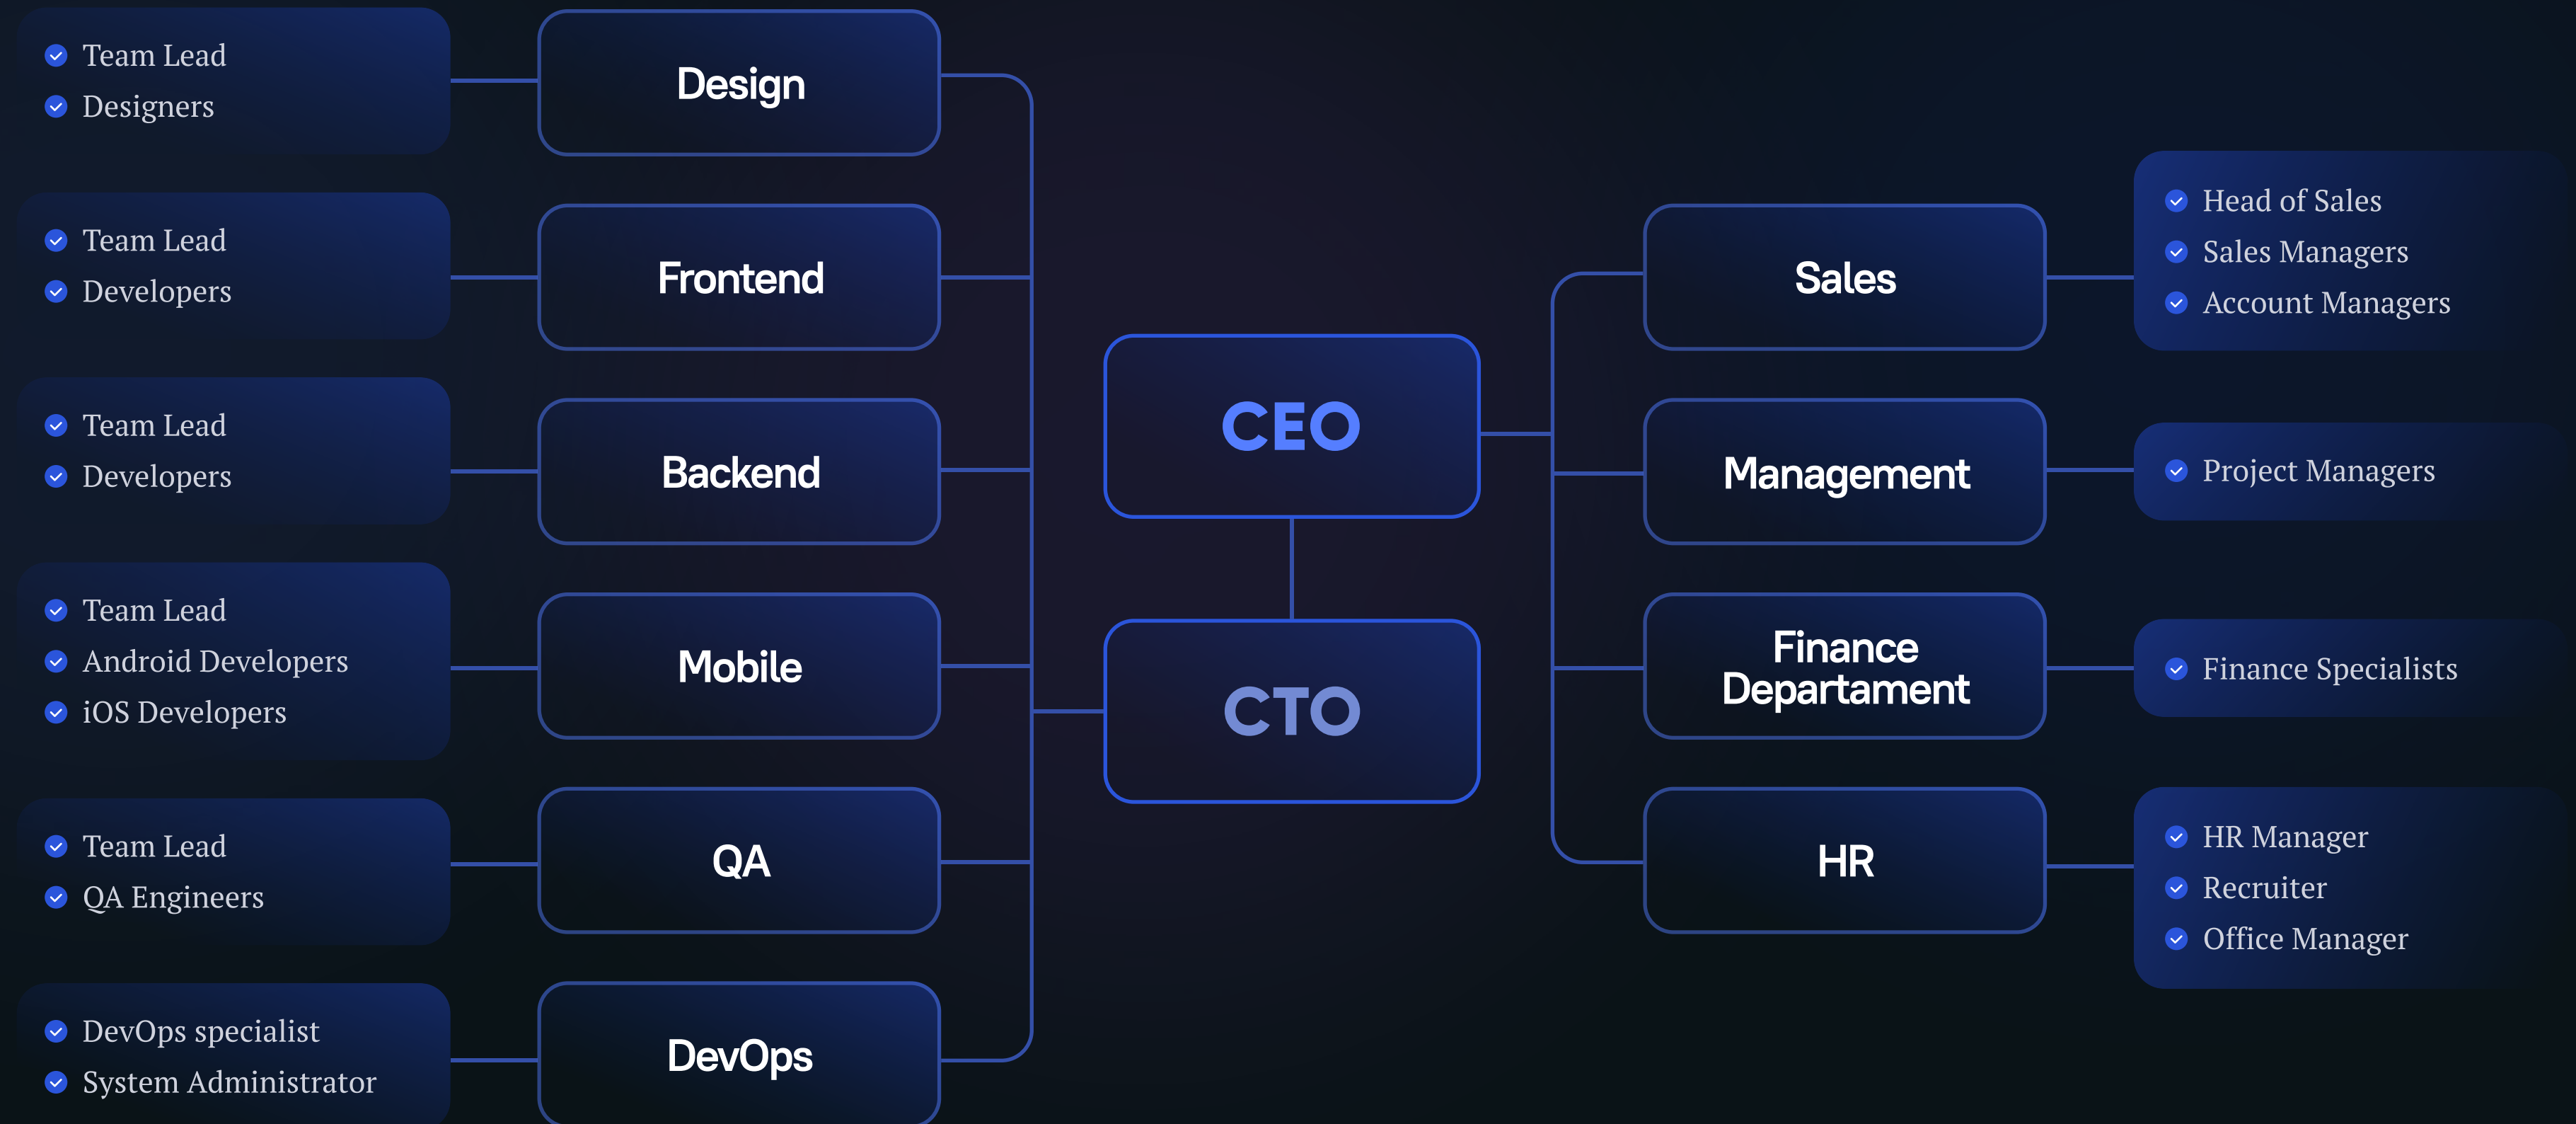 Team Lead
Designers
Design
Team Lead
Developers
Frontend
Team Lead
Developers
Backend
Team Lead
Android Developers
iOS Developers
Mobile
Team Lead
QA Engineers
QA
DevOps specialist
System Administrator
DevOps
CEO
CTO
Sales
Head of Sales
Sales Managers
Account Managers
Management
Project Managers
Finance
Departament
Finance Specialists
HR
HR Manager
Recruiter
Office Manager